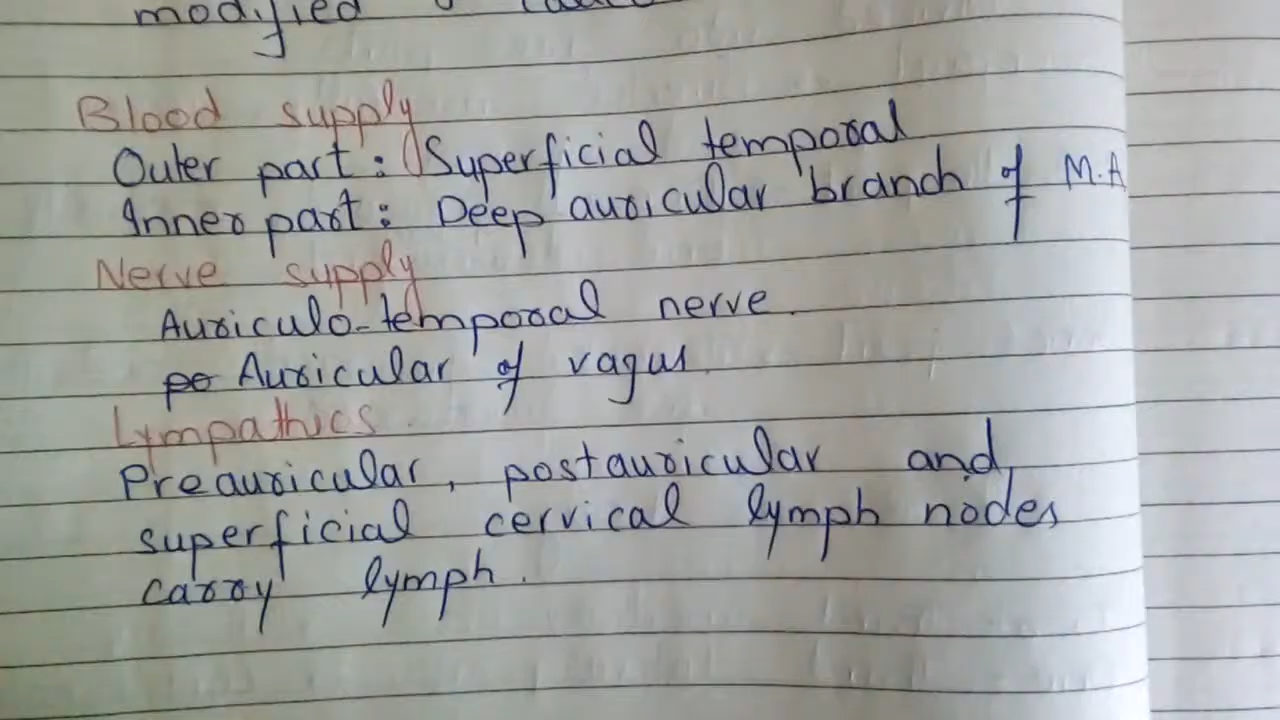 modified
Blood supply
Outer part: Superficial temporal
Inner part: Deep auricular branch of M.A
Nerve supply
Auriculo-temporal nerve.
po Auricular of vagus.
Lympathics.
Preauricular, postauricular and
superficial cervical lymph nodes
carry lymph.